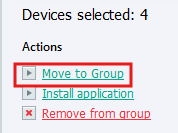 Devices selected: 4
Actions
Move to Group
Install application
Remove from group